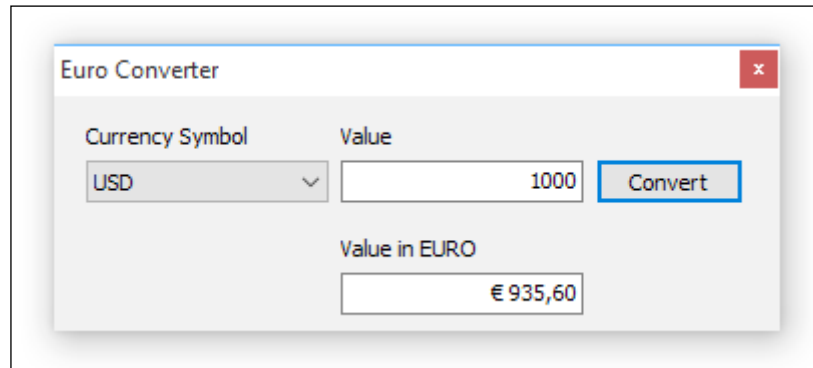 Euro Converter x
Currency Symbol Value
USD 1000 Convert
Value in EURO
€ 935,60